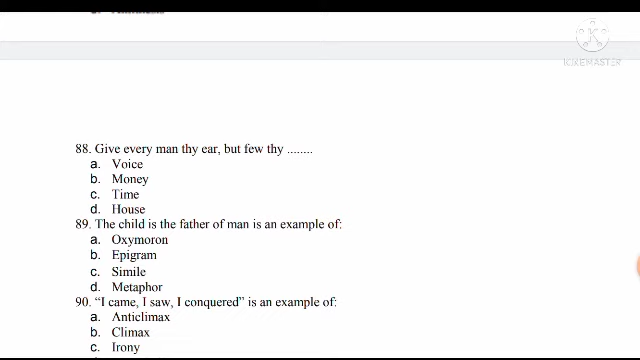 KINEMASTER
88. Give every man thy ear, but few thy ........
a. Voice
b. Money
c. Time
d. House
89. The child is the father of man is an example of:
a. Oxymoron
b. Epigram
c. Simile
d. Metaphor
90. “I came, I saw, I conquered” is an example of:
a. Anticlimax
b. Climax
c. Irony